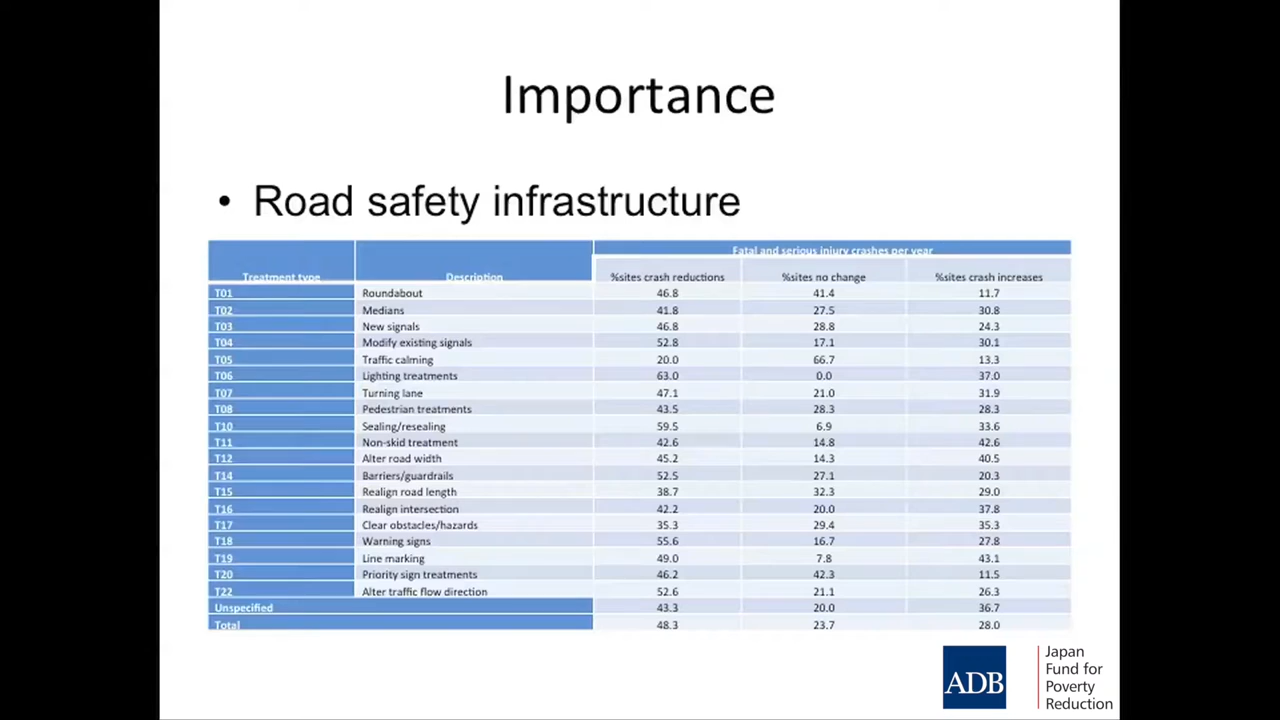 Importance
• Road safety infrastructure
Fatal and serious injury crashes per year
Treatment type Description %sites crash reductions %sites no change %sites crash increases
T01 Roundabout 46.8 41.4 11.7
T02 Medians 41.8 27.5 30.8
T03 New signals 46.8 28.8 24.3
T04 Modify existing signals 52.8 17.1 30.1
T05 Traffic calming 20.0 66.7 13.3
T06 Lighting treatments 63.0 0.0 37.0
T07 Turning lane 47.1 21.0 31.9
T08 Pedestrian treatments 43.5 28.3 28.3
T10 Sealing/resealing 59.5 6.9 33.6
T11 Non-skid treatment 42.6 14.8 42.6
T12 Alter road width 45.2 14.3 40.5
T14 Barriers/guardrails 52.5 27.1 20.3
T15 Realign road length 38.7 32.3 29.0
T16 Realign intersection 42.2 20.0 37.8
T17 Clear obstacles/hazards 35.3 29.4 35.3
T18 Warning signs 55.6 16.7 27.8
T19 Line marking 49.0 7.8 43.1
T20 Priority sign treatments 46.2 42.3 11.5
T22 Alter traffic flow direction 52.6 21.1 26.3
Unspecified 43.3 20.0 36.7
Total 48.3 23.7 28.0
ADB
Japan
Fund for
Poverty
Reduction